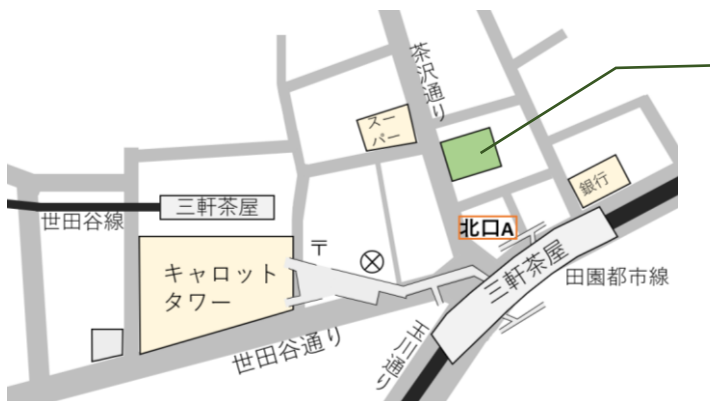 茶沢通り
スー
パー
銀行
三軒茶屋
世田谷線
北口A
〒
キャロット
タワー
三軒茶屋
田園都市線
世田谷通り
玉川通り